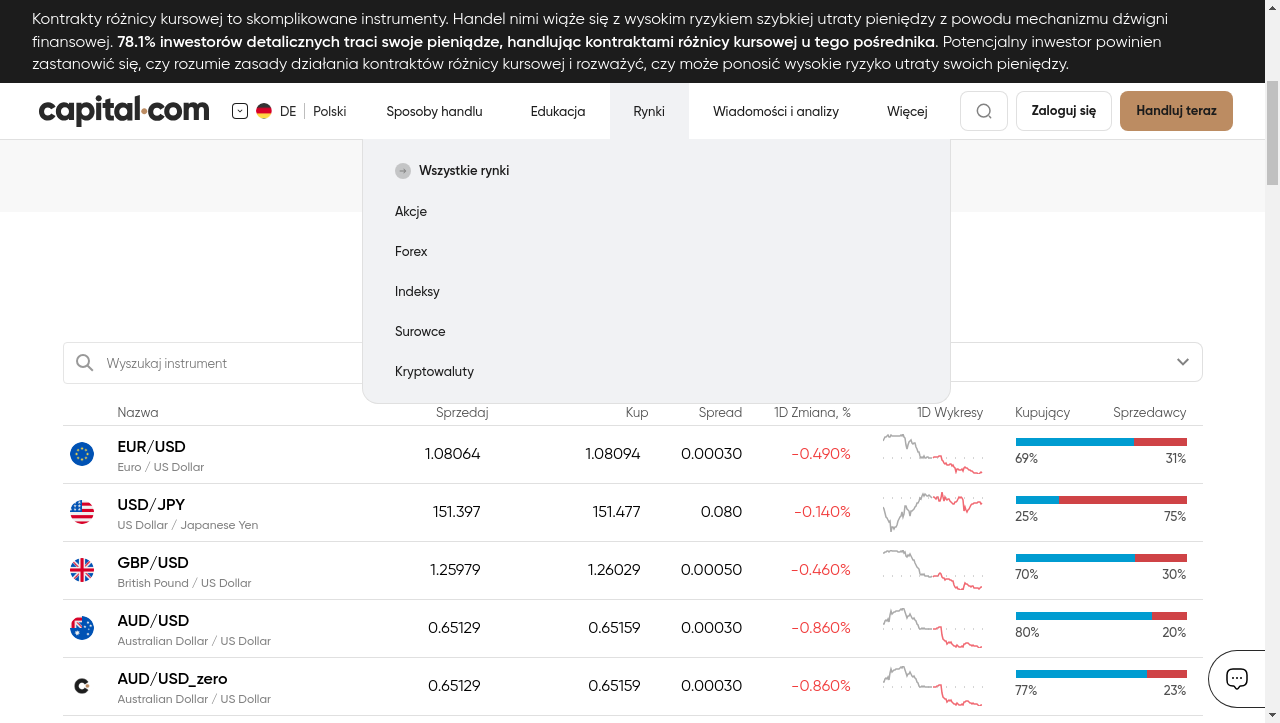 Kontrakty różnicy kursowej to skomplikowane instrumenty. Handel nimi wiąże się z wysokim ryzykiem szybkiej utraty pieniędzy z powodu mechanizmu dźwigni
finansowej. 78.1% inwestorów detalicznych traci swoje pieniądze, handlując kontraktami różnicy kursowej u tego pośrednika. Potencjalny inwestor powinien
zastanowić się, czy rozumie zasady działania kontraktów różnicy kursowej i rozważyć, czy może ponosić wysokie ryzyko utraty swoich pieniędzy.
capital.com DE Polski Sposoby handlu Edukacja Rynki Wiadomości i analizy Więcej Zaloguj się Handluj teraz
Wszystkie rynki
Akcje
Forex
Indeksy
Surowce
Kryptowaluty
Wyszukaj instrument
Nazwa Sprzedaj Kup Spread 1D Zmiana, % 1D Wykresy Kupujący Sprzedawcy
EUR/USD 1.08064 1.08094 0.00030 -0.490%
Euro / US Dollar 69% 31%
USD/JPY 151.397 151.477 0.080 -0.140%
US Dollar / Japanese Yen 25% 75%
GBP/USD 1.25979 1.26029 0.00050 -0.460%
British Pound / US Dollar 70% 30%
AUD/USD 0.65129 0.65159 0.00030 -0.860%
Australian Dollar / US Dollar 80% 20%
AUD/USD_zero 0.65129 0.65159 0.00030 -0.860%
Australian Dollar / US Dollar 77% 23%